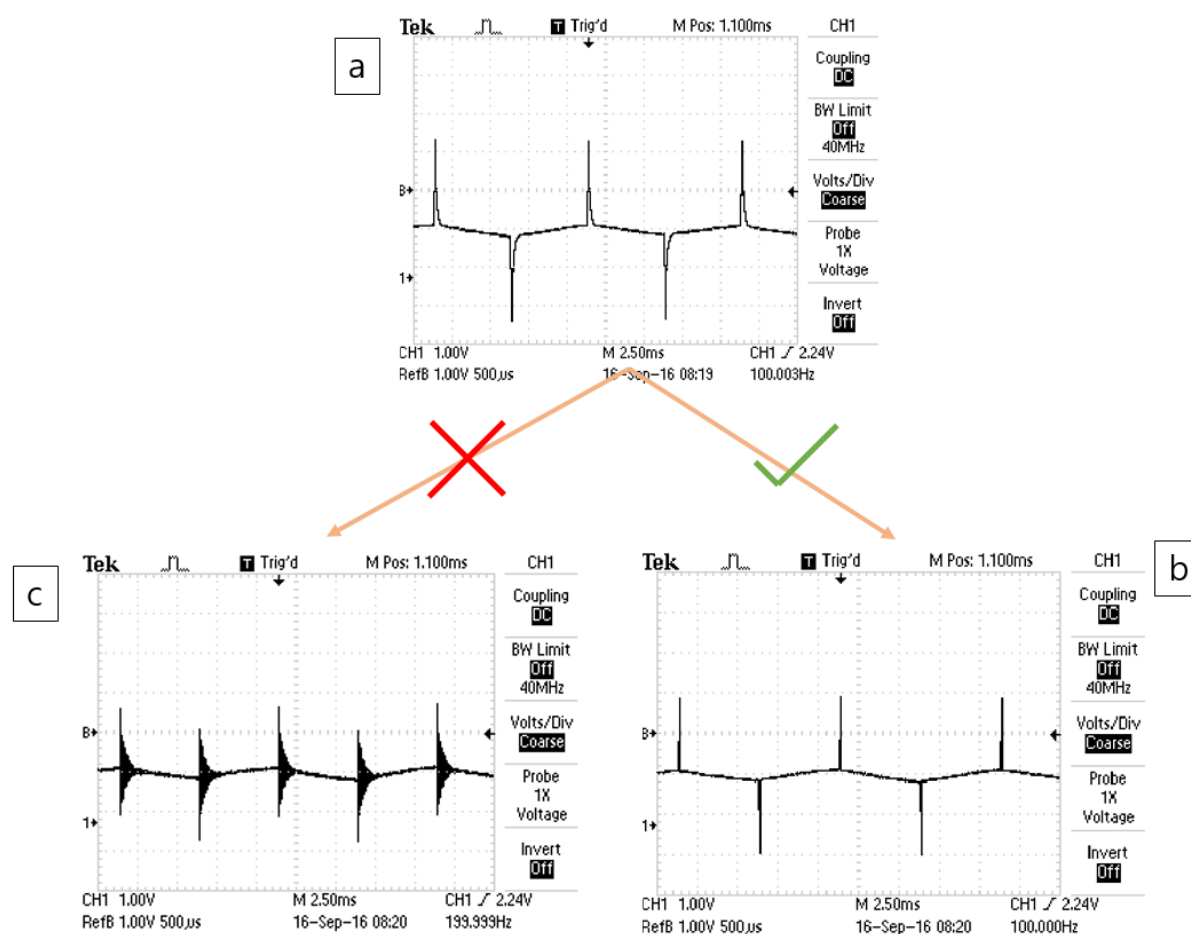 a
Tek T Trig'd M Pos: 1.100ms CH1
Coupling
DC
BW Limit
Off
40MHz
B
Volts/Div
Coarse
Probe
1X
Voltage
1
Invert
Off
CH1 1.00V M 2.50ms CH1 2.24V
RefB 1.00V 500µs 16-Sep-16 08:19 100.003Hz
c
Tek T Trig'd M Pos: 1.100ms CH1
Coupling
DC
BW Limit
Off
40MHz
B
Volts/Div
Coarse
Probe
1X
Voltage
1
Invert
Off
CH1 1.00V M 2.50ms CH1 2.24V
RefB 1.00V 500µs 16-Sep-16 08:20 199.999Hz
b
Tek T Trig'd M Pos: 1.100ms CH1
Coupling
DC
BW Limit
Off
40MHz
B
Volts/Div
Coarse
Probe
1X
Voltage
1
Invert
Off
CH1 1.00V M 2.50ms CH1 2.24V
RefB 1.00V 500µs 16-Sep-16 08:20 100.000Hz